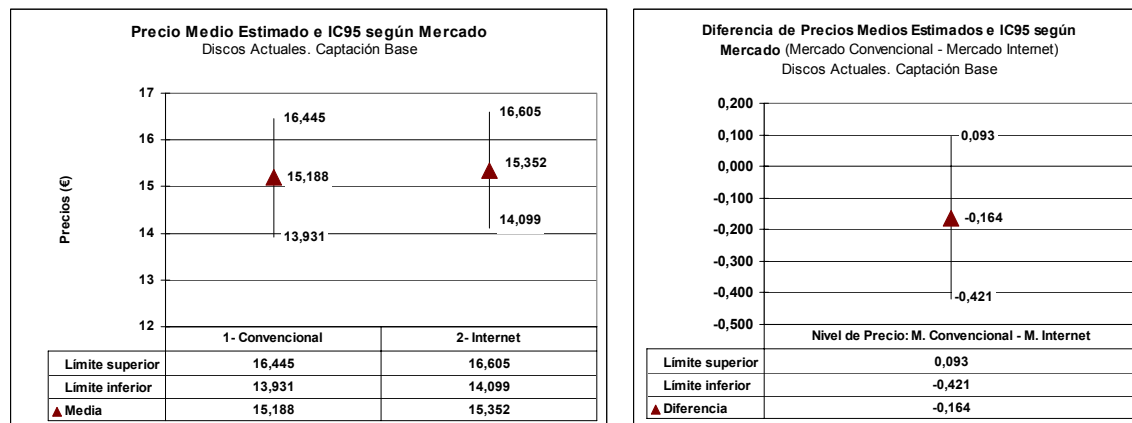 Precio Medio Estimado e IC95 según Mercado
Discos Actuales. Captación Base
Precios (€)
17
16
15
14
13
12
16,445
15,188
13,931
16,605
15,352
14,099
1- Convencional 2- Internet
Límite superior 16,445 16,605
Límite inferior 13,931 14,099
Media 15,188 15,352
Diferencia de Precios Medios Estimados e IC95 según
Mercado (Mercado Convencional - Mercado Internet)
Discos Actuales. Captación Base
0,200
0,100
0,000
-0,100
-0,200
-0,300
-0,400
-0,500
0,093
-0,164
-0,421
Nivel de Precio: M. Convencional - M. Internet
Límite superior 0,093
Límite inferior -0,421
Diferencia -0,164